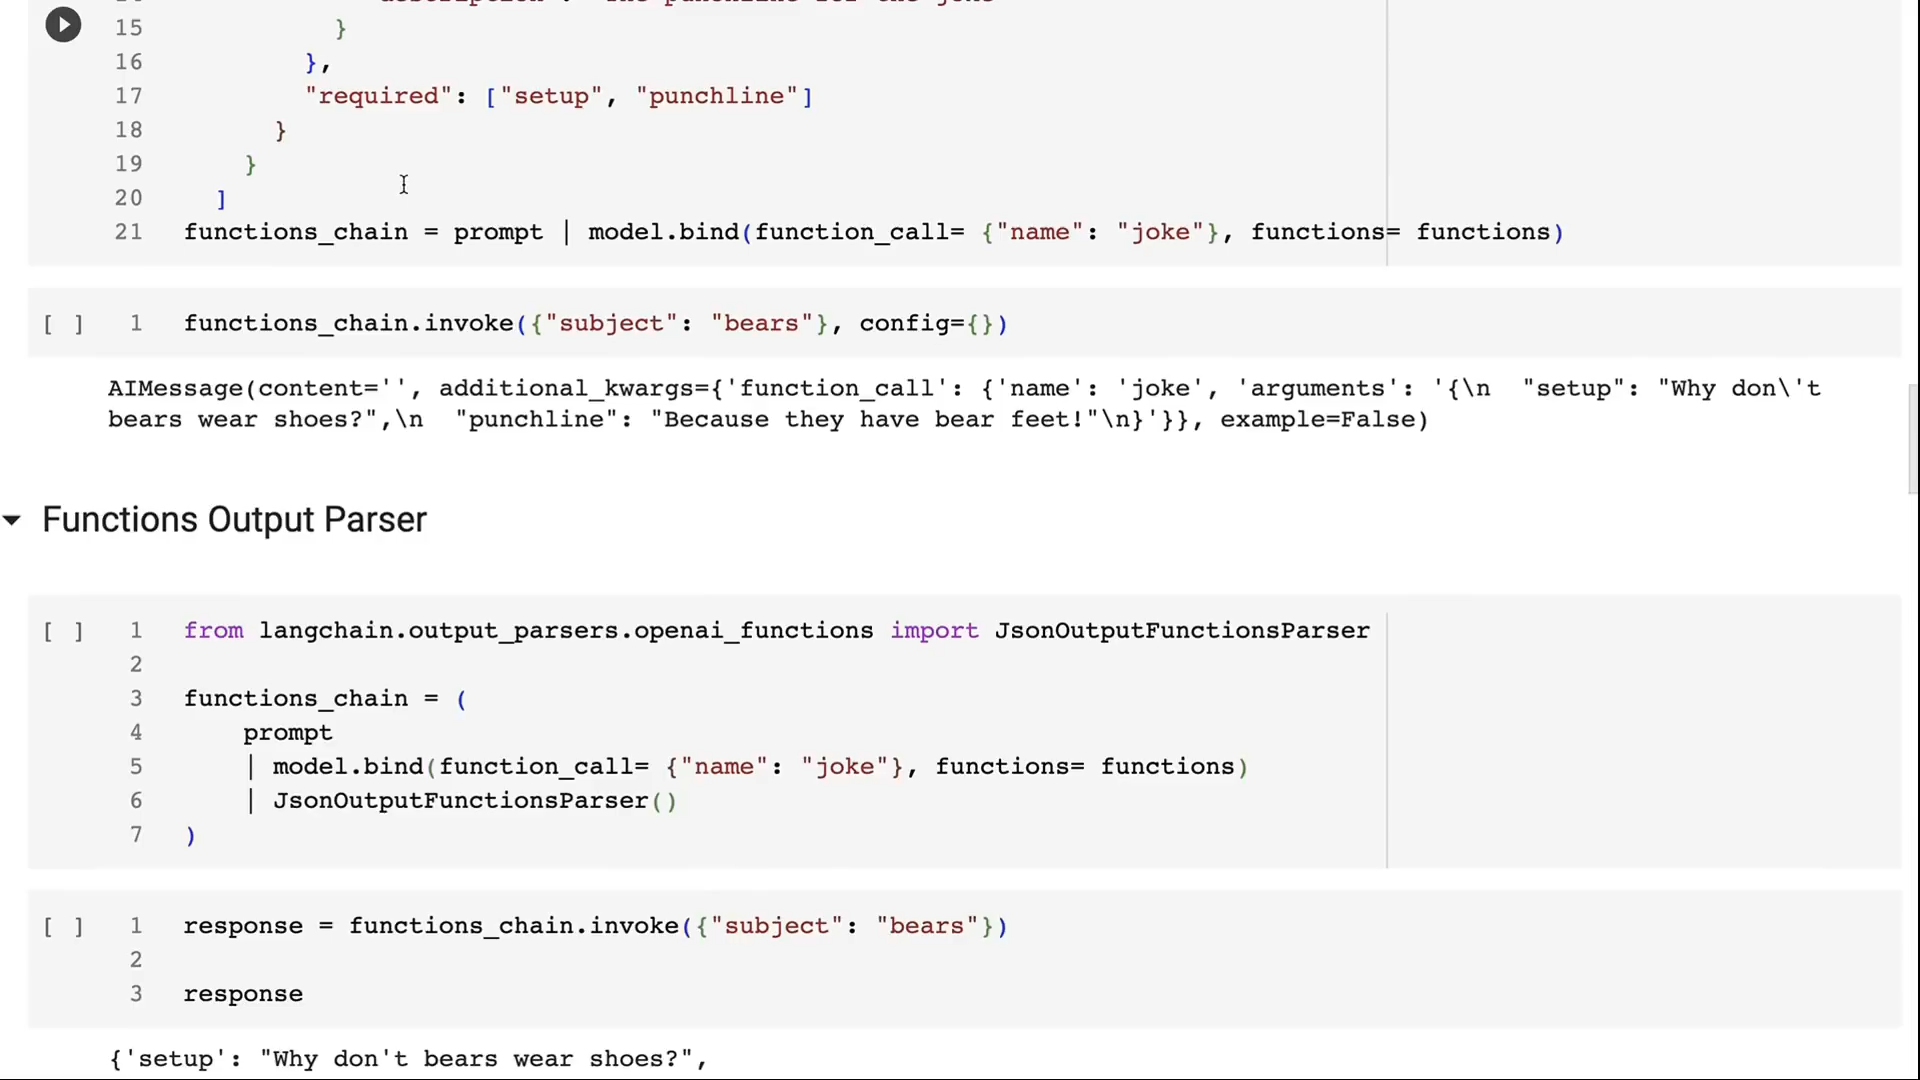 15 }
16 },
17 "required": ["setup", "punchline"]
18 }
19 }
20 ]
21 functions_chain = prompt | model.bind(function_call= {"name": "joke"}, functions= functions)
[ ] 1 functions_chain.invoke({"subject": "bears"}, config={})
AIMessage(content='', additional_kwargs={'function_call': {'name': 'joke', 'arguments': '{\n  "setup": "Why don\'t
bears wear shoes?",\n  "punchline": "Because they have bear feet!"\n}'}}, example=False)
Functions Output Parser
[ ] 1 from langchain.output_parsers.openai_functions import JsonOutputFunctionsParser
2
3 functions_chain = (
4     prompt
5     | model.bind(function_call= {"name": "joke"}, functions= functions)
6     | JsonOutputFunctionsParser()
7 )
[ ] 1 response = functions_chain.invoke({"subject": "bears"})
2
3 response
{'setup': "Why don't bears wear shoes?",